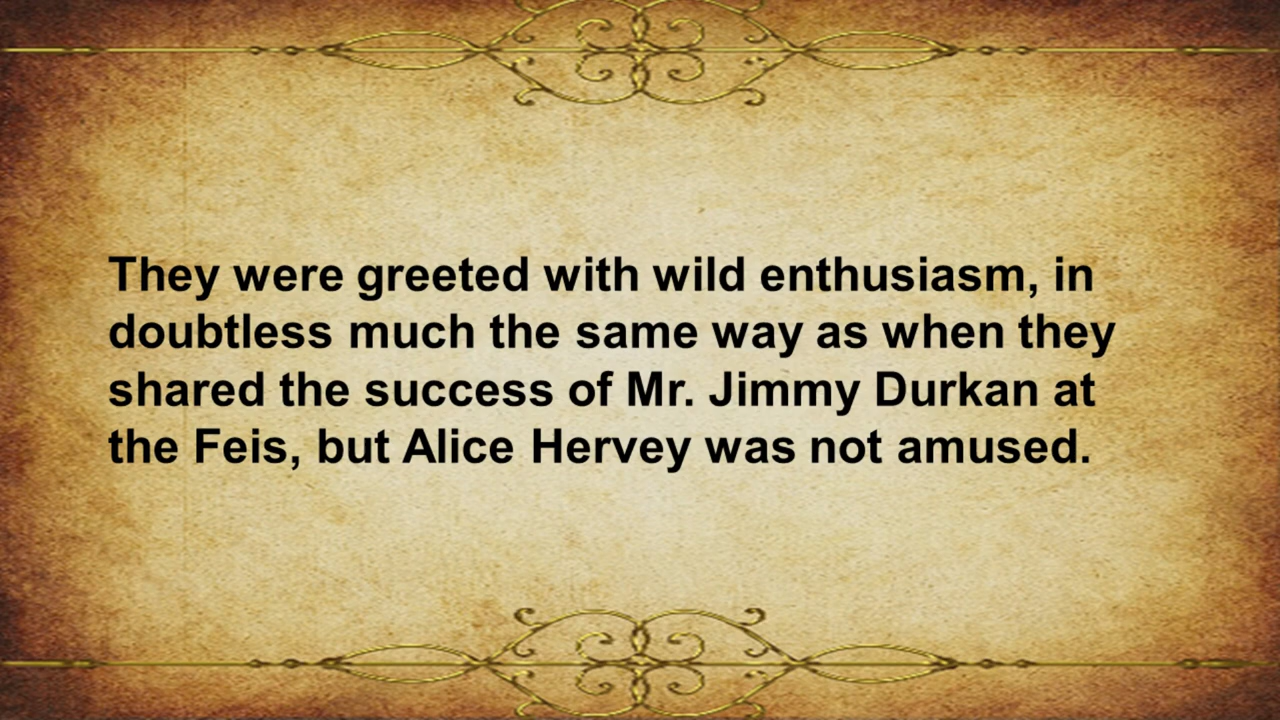 They were greeted with wild enthusiasm, in
doubtless much the same way as when they
shared the success of Mr. Jimmy Durkan at
the Feis, but Alice Hervey was not amused.